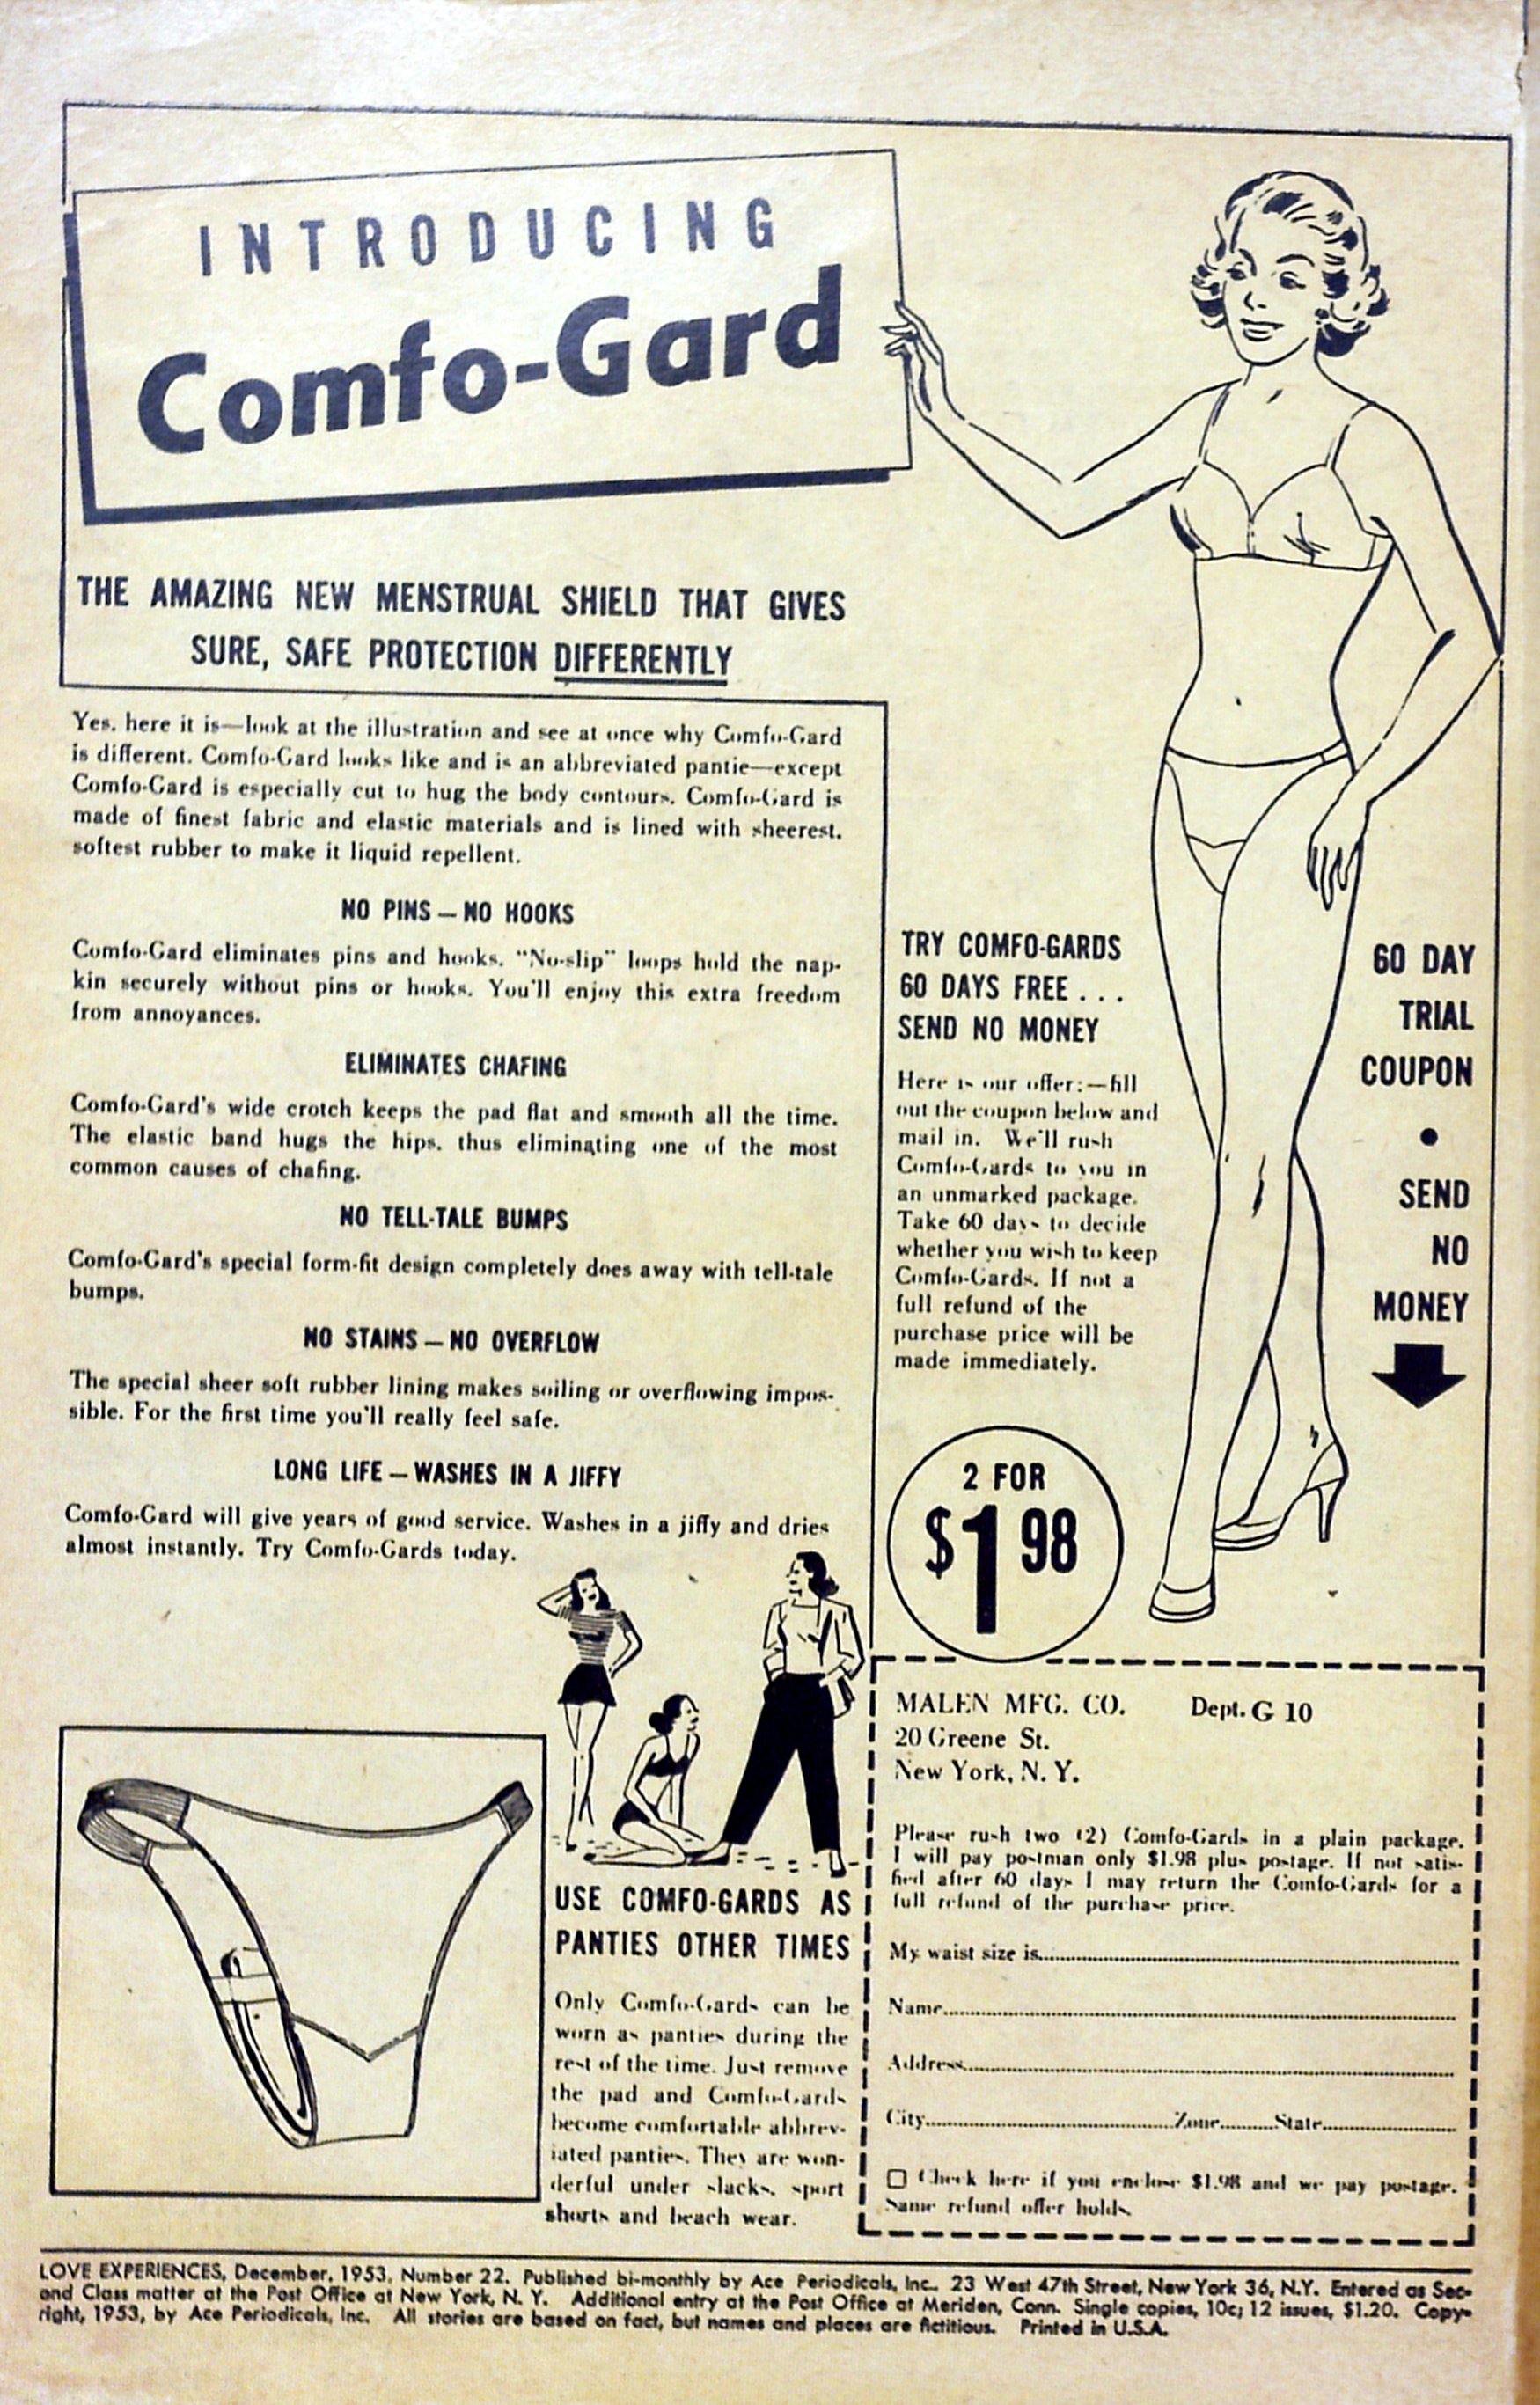 INTRODUCING
Comfo-Gard
THE AMAZING NEW MENSTRUAL SHIELD THAT GIVES
SURE, SAFE PROTECTION DIFFERENTLY
Yes, here it is—look at the illustration and see at once why Comfo-Gard
is different. Comfo-Gard looks like and is an abbreviated pantie—except
Comfo-Gard is especially cut to hug the body contours. Comfo-Gard is
made of finest fabric and elastic materials and is lined with sheerest,
softest rubber to make it liquid repellent.
NO PINS — NO HOOKS
Comfo-Gard eliminates pins and hooks. "No-slip" loops hold the nap-
kin securely without pins or hooks. You'll enjoy this extra freedom
from annoyances.
ELIMINATES CHAFING
Comfo-Gard's wide crotch keeps the pad flat and smooth all the time.
The elastic band hugs the hips, thus eliminating one of the most
common causes of chafing.
NO TELL-TALE BUMPS
Comfo-Gard's special form-fit design completely does away with tell-tale
bumps.
NO STAINS — NO OVERFLOW
The special sheer soft rubber lining makes soiling or overflowing impos-
sible. For the first time you'll really feel safe.
LONG LIFE — WASHES IN A JIFFY
Comfo-Gard will give years of good service. Washes in a jiffy and dries
almost instantly. Try Comfo-Gards today.
USE COMFO-GARDS AS
PANTIES OTHER TIMES
Only Comfo-Gards can be
worn as panties during the
rest of the time. Just remove
the pad and Comfo-Gards
become comfortable abbrev-
iated panties. They are won-
derful under slacks, sport
shorts and beach wear.
TRY COMFO-GARDS
60 DAYS FREE . . .
SEND NO MONEY
Here is our offer:—fill
out the coupon below and
mail in. We'll rush
Comfo-Gards to you in
an unmarked package.
Take 60 days to decide
whether you wish to keep
Comfo-Gards. If not a
full refund of the
purchase price will be
made immediately.
2 FOR
$1 98
60 DAY
TRIAL
COUPON
•
SEND
NO
MONEY
MALEN MFG. CO. Dept. G 10
20 Greene St.
New York, N. Y.
Please rush two (2) Comfo-Gards in a plain package.
I will pay postman only $1.98 plus postage. If not satis-
fied after 60 days I may return the Comfo-Gards for a
full refund of the purchase price.
My waist size is
Name
Address
City Zone State
Check here if you enclose $1.98 and we pay postage.
Same refund offer holds.
LOVE EXPERIENCES, December, 1953, Number 22. Published bi-monthly by Ace Periodicals, Inc., 23 West 47th Street, New York 36, N.Y. Entered as Sec-
ond Class matter at the Post Office at New York, N. Y. Additional entry at the Post Office at Meriden, Conn. Single copies, 10c; 12 issues, $1.20. Copy-
right, 1953, by Ace Periodicals, Inc. All stories are based on fact, but names and places are fictitious. Printed in U.S.A.